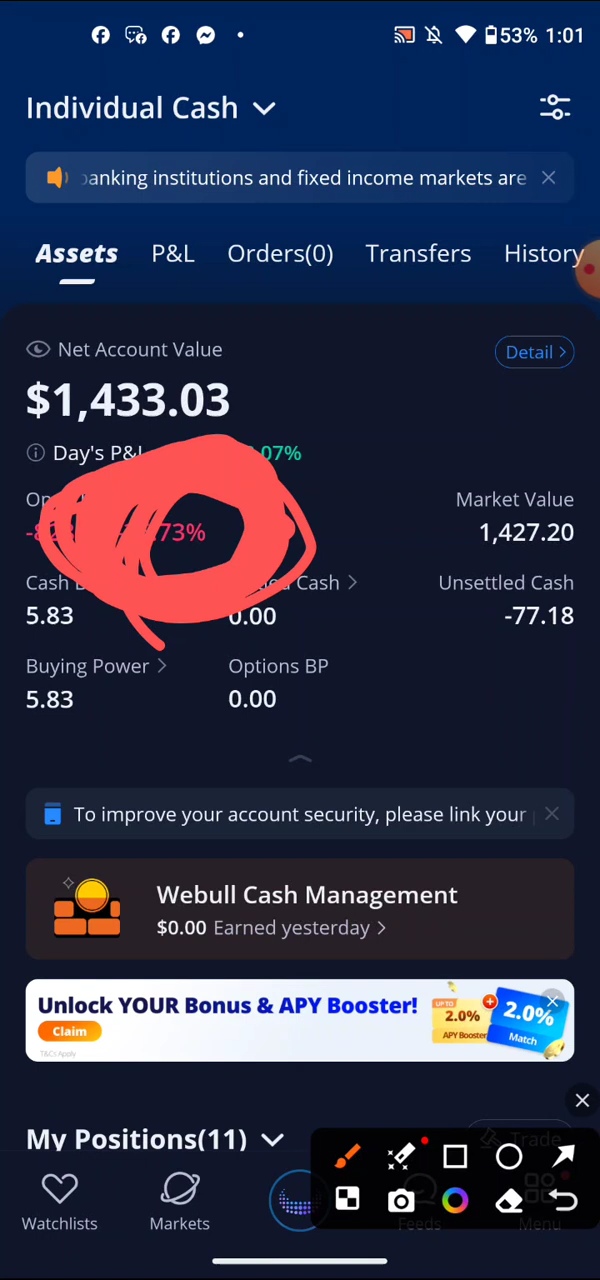 53% 1:01
Individual Cash
banking institutions and fixed income markets are
Assets P&L Orders(0) Transfers History
Net Account Value
Detail >
$1,433.03
Day's P&L 07%
Market Value
73% 1,427.20
Cash Cash > Unsettled Cash
5.83 0.00 -77.18
Buying Power > Options BP
5.83 0.00
To improve your account security, please link your
Webull Cash Management
$0.00 Earned yesterday >
Unlock YOUR Bonus & APY Booster!
UP TO
2.0%
APY Booster
2.0%
Match
Claim
T&Cs Apply
My Positions(11) Trade
Watchlists Markets Feeds Menu